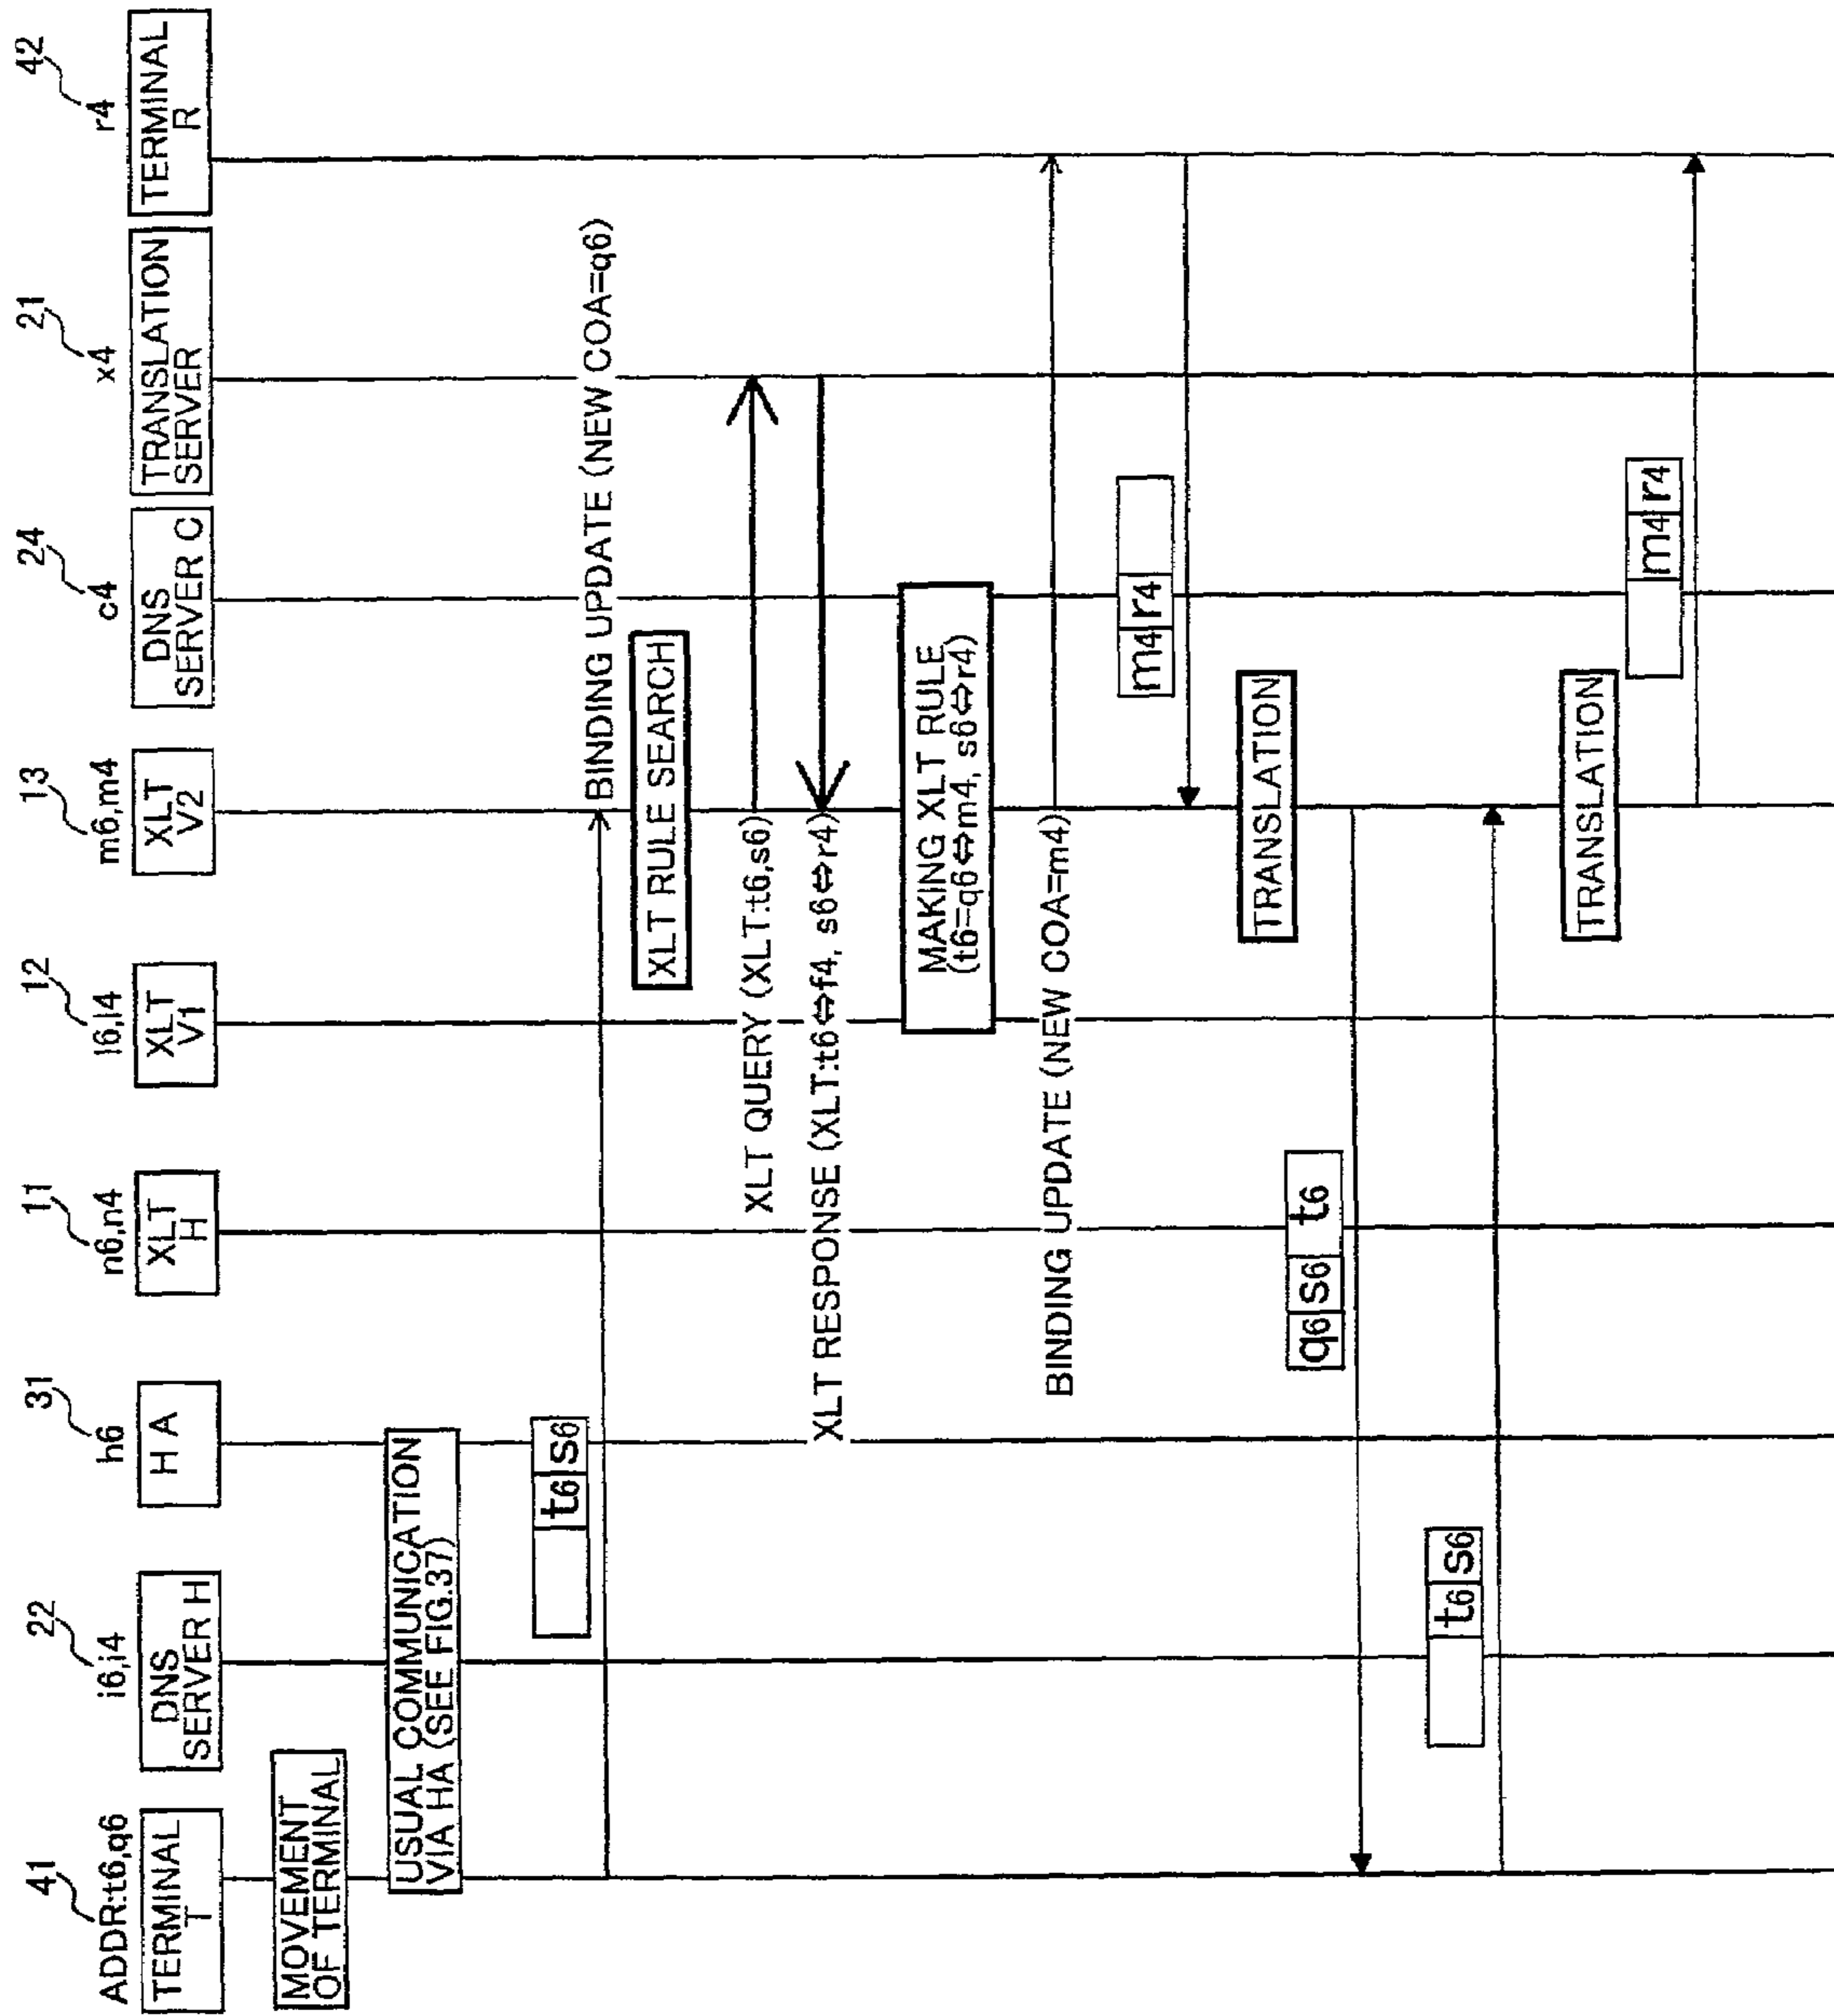 41
ADDR:t6,q6
TERMINAL
T
22
i6,i4
DNS
SERVER H
31
h6
H A
11
n6,n4
XLT
H
12
l6,l4
XLT
V1
13
m6,m4
XLT
V2
24
c4
DNS
SERVER C
21
x4
TRANSLATION
SERVER
42
r4
TERMINAL
R
MOVEMENT
OF TERMINAL
USUAL COMMUNICATION
VIA HA (SEE FIG.37)
t6 s6
BINDING UPDATE (NEW COA=q6)
XLT RULE SEARCH
XLT QUERY (XLT:t6,s6)
XLT RESPONSE (XLT:t6⇔f4, s6⇔r4)
MAKING XLT RULE
(t6=q6⇔m4, s6⇔r4)
BINDING UPDATE (NEW COA=m4)
m4 r4
TRANSLATION
q6 s6 t6
t6 s6
TRANSLATION
m4 r4